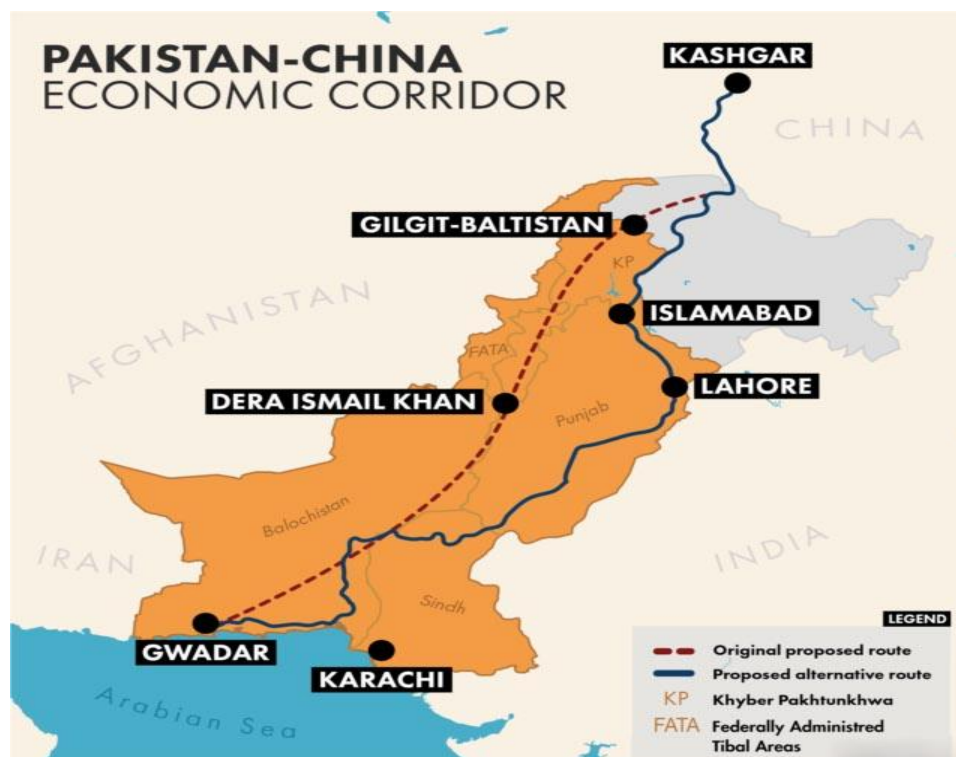 PAKISTAN-CHINA
ECONOMIC CORRIDOR
KASHGAR
CHINA
GILGIT-BALTISTAN
KP
ISLAMABAD
AFGHANISTAN
FATA
LAHORE
DERA ISMAIL KHAN
Punjab
Balochistan
IRAN
INDIA
Sindh
GWADAR
KARACHI
Arabian Sea
LEGEND
Original proposed route
Proposed alternative route
KP Khyber Pakhtunkhwa
FATA Federally Administred
Tibal Areas